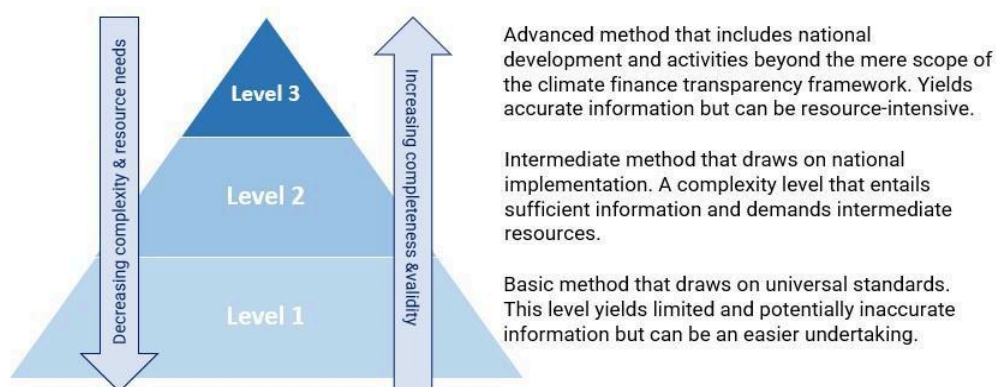 Decreasing complexity & resource needs
Level 3
Level 2
Level 1
Increasing completeness &validity
Advanced method that includes national
development and activities beyond the mere scope of
the climate finance transparency framework. Yields
accurate information but can be resource-intensive.
Intermediate method that draws on national
implementation. A complexity level that entails
sufficient information and demands intermediate
resources.
Basic method that draws on universal standards.
This level yields limited and potentially inaccurate
information but can be an easier undertaking.